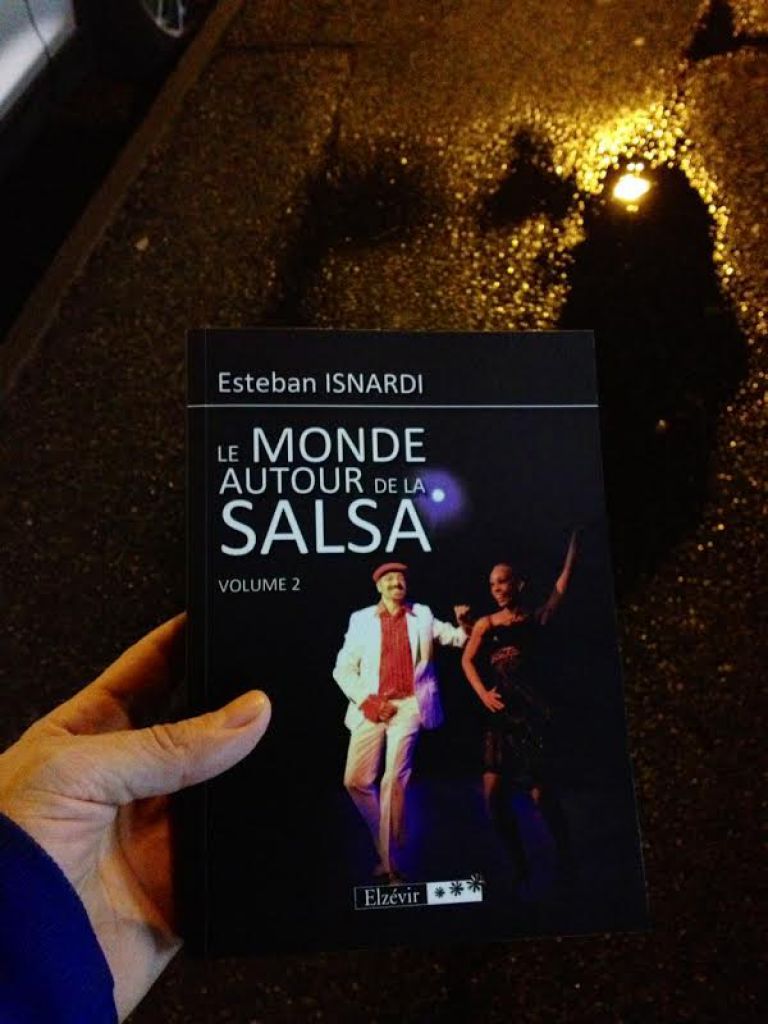 Esteban ISNARDI
LE MONDE
AUTOUR DE LA
SALSA
VOLUME 2
Elzévir